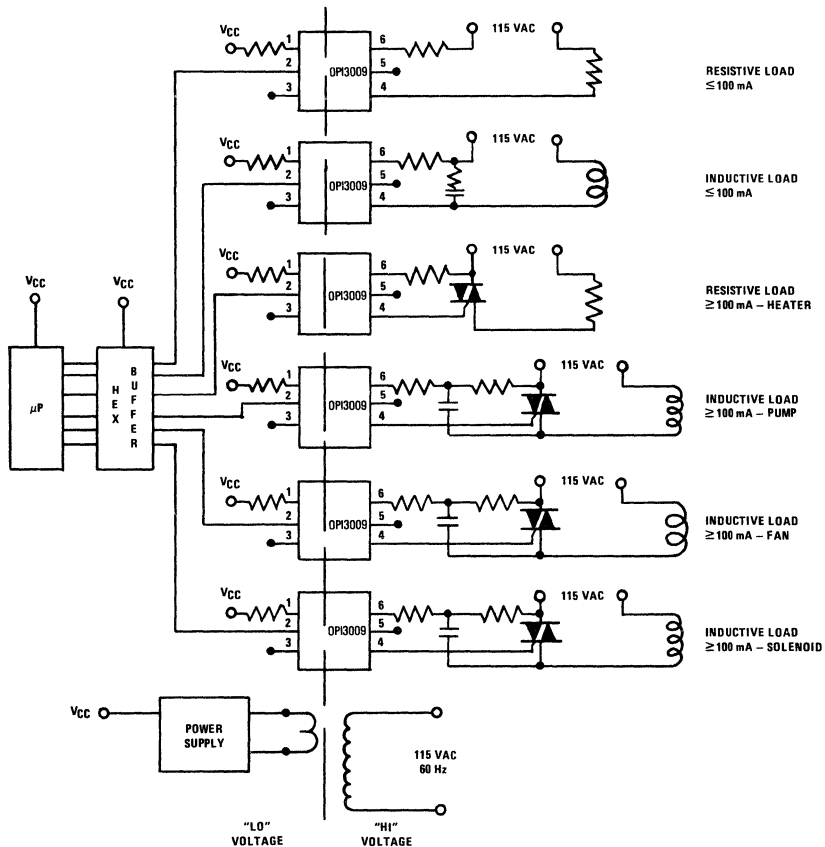 115 VAC
VCC
1
2
3
OPI3009
6
5
4
RESISTIVE LOAD
≤100 mA
115 VAC
VCC
1
2
3
OPI3009
6
5
4
INDUCTIVE LOAD
≤100 mA
115 VAC
VCC
1
2
3
OPI3009
6
5
4
RESISTIVE LOAD
≥100 mA – HEATER
VCC
VCC
μP
HEX
BUFFER
115 VAC
VCC
1
2
3
OPI3009
6
5
4
INDUCTIVE LOAD
≥100 mA – PUMP
115 VAC
VCC
1
2
3
OPI3009
6
5
4
INDUCTIVE LOAD
≥100 mA – FAN
115 VAC
VCC
1
2
3
OPI3009
6
5
4
INDUCTIVE LOAD
≥100 mA – SOLENOID
VCC
POWER
SUPPLY
115 VAC
60 Hz
"LO"
VOLTAGE
"HI"
VOLTAGE